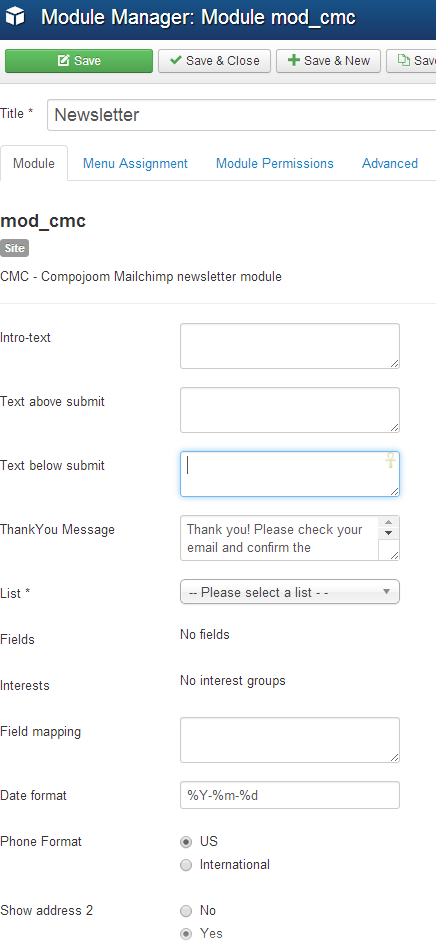 Module Manager: Module mod_cmc
Save Save & Close Save & New Sav
Title * Newsletter
Module Menu Assignment Module Permissions Advanced
mod_cmc
Site
CMC - Compojoom Mailchimp newsletter module
Intro-text
Text above submit
Text below submit
ThankYou Message Thank you! Please check your
email and confirm the
List * -- Please select a list - -
Fields No fields
Interests No interest groups
Field mapping
Date format %Y-%m-%d
Phone Format US
International
Show address 2 No
Yes